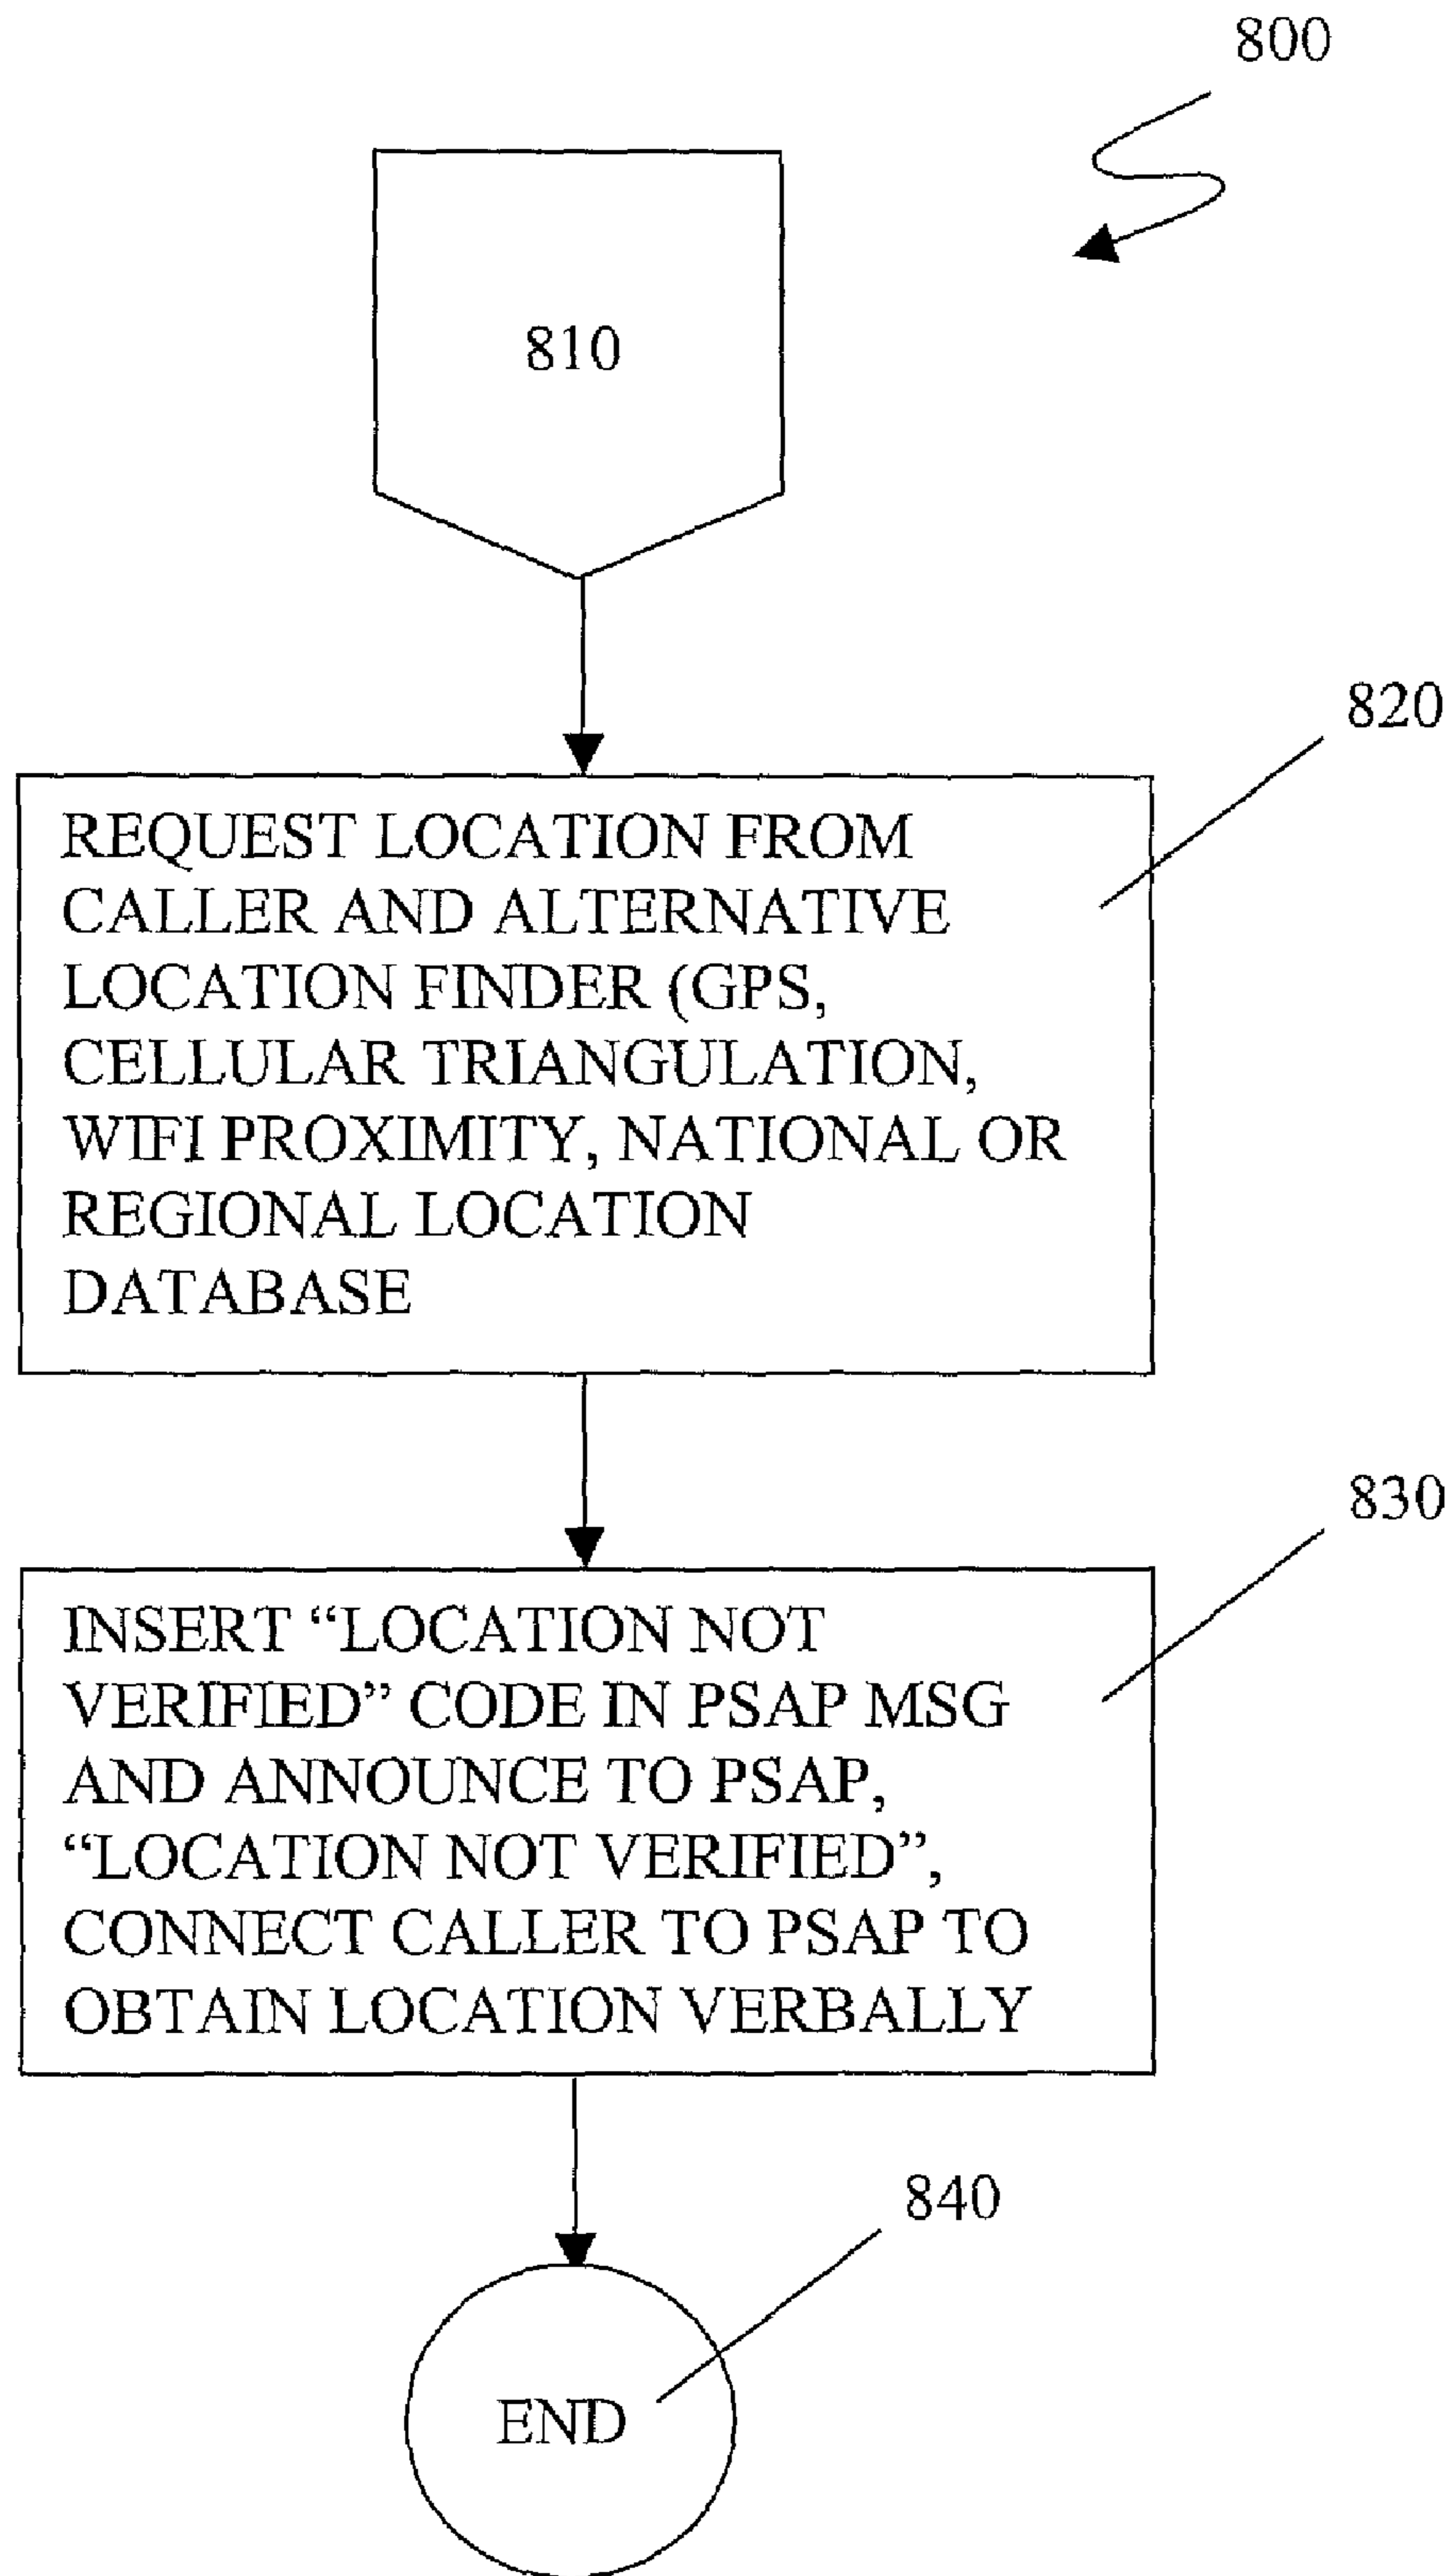 800
810
820
REQUEST LOCATION FROM
CALLER AND ALTERNATIVE
LOCATION FINDER (GPS,
CELLULAR TRIANGULATION,
WIFI PROXIMITY, NATIONAL OR
REGIONAL LOCATION
DATABASE
830
INSERT “LOCATION NOT
VERIFIED” CODE IN PSAP MSG
AND ANNOUNCE TO PSAP,
“LOCATION NOT VERIFIED”,
CONNECT CALLER TO PSAP TO
OBTAIN LOCATION VERBALLY
840
END